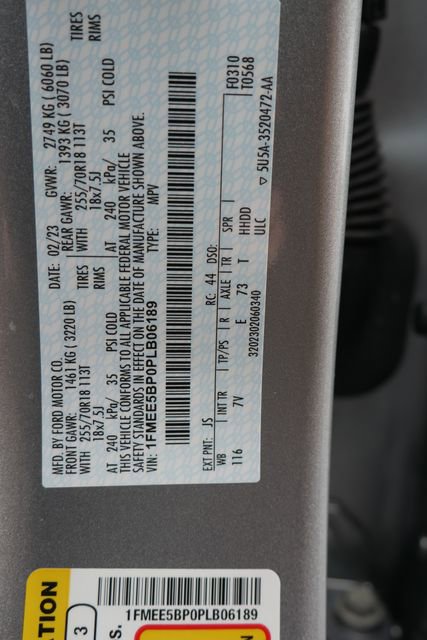 MFD. BY FORD MOTOR CO.
DATE: 02/23 GVWR: 2749 KG ( 6060 LB)
FRONT GAWR: 1461 KG ( 3220 LB) REAR GAWR: 1393 KG ( 3070 LB)
255/70R18 113T TIRES WITH 255/70R18 113T TIRES
18x7.5J RIMS 18x7.5J RIMS
AT 240 kPa/ 35 PSI COLD AT 240 kPa/ 35 PSI COLD
THIS VEHICLE CONFORMS TO ALL APPLICABLE FEDERAL MOTOR VEHICLE
SAFETY STANDARDS IN EFFECT ON THE DATE OF MANUFACTURE SHOWN ABOVE.
VIN: 1FMEE5BP0PLB06189 TYPE: MPV
F0310
T0568
EXT PNT: JS RC: 44 DSO:
WB INT TR TP/PS R AXLE TR SPR
116 7V E 73 T HHDD
ULC
3202302060340 ▽ 5U5A-3520472-AA
1FMEE5BP0PLB06189
3